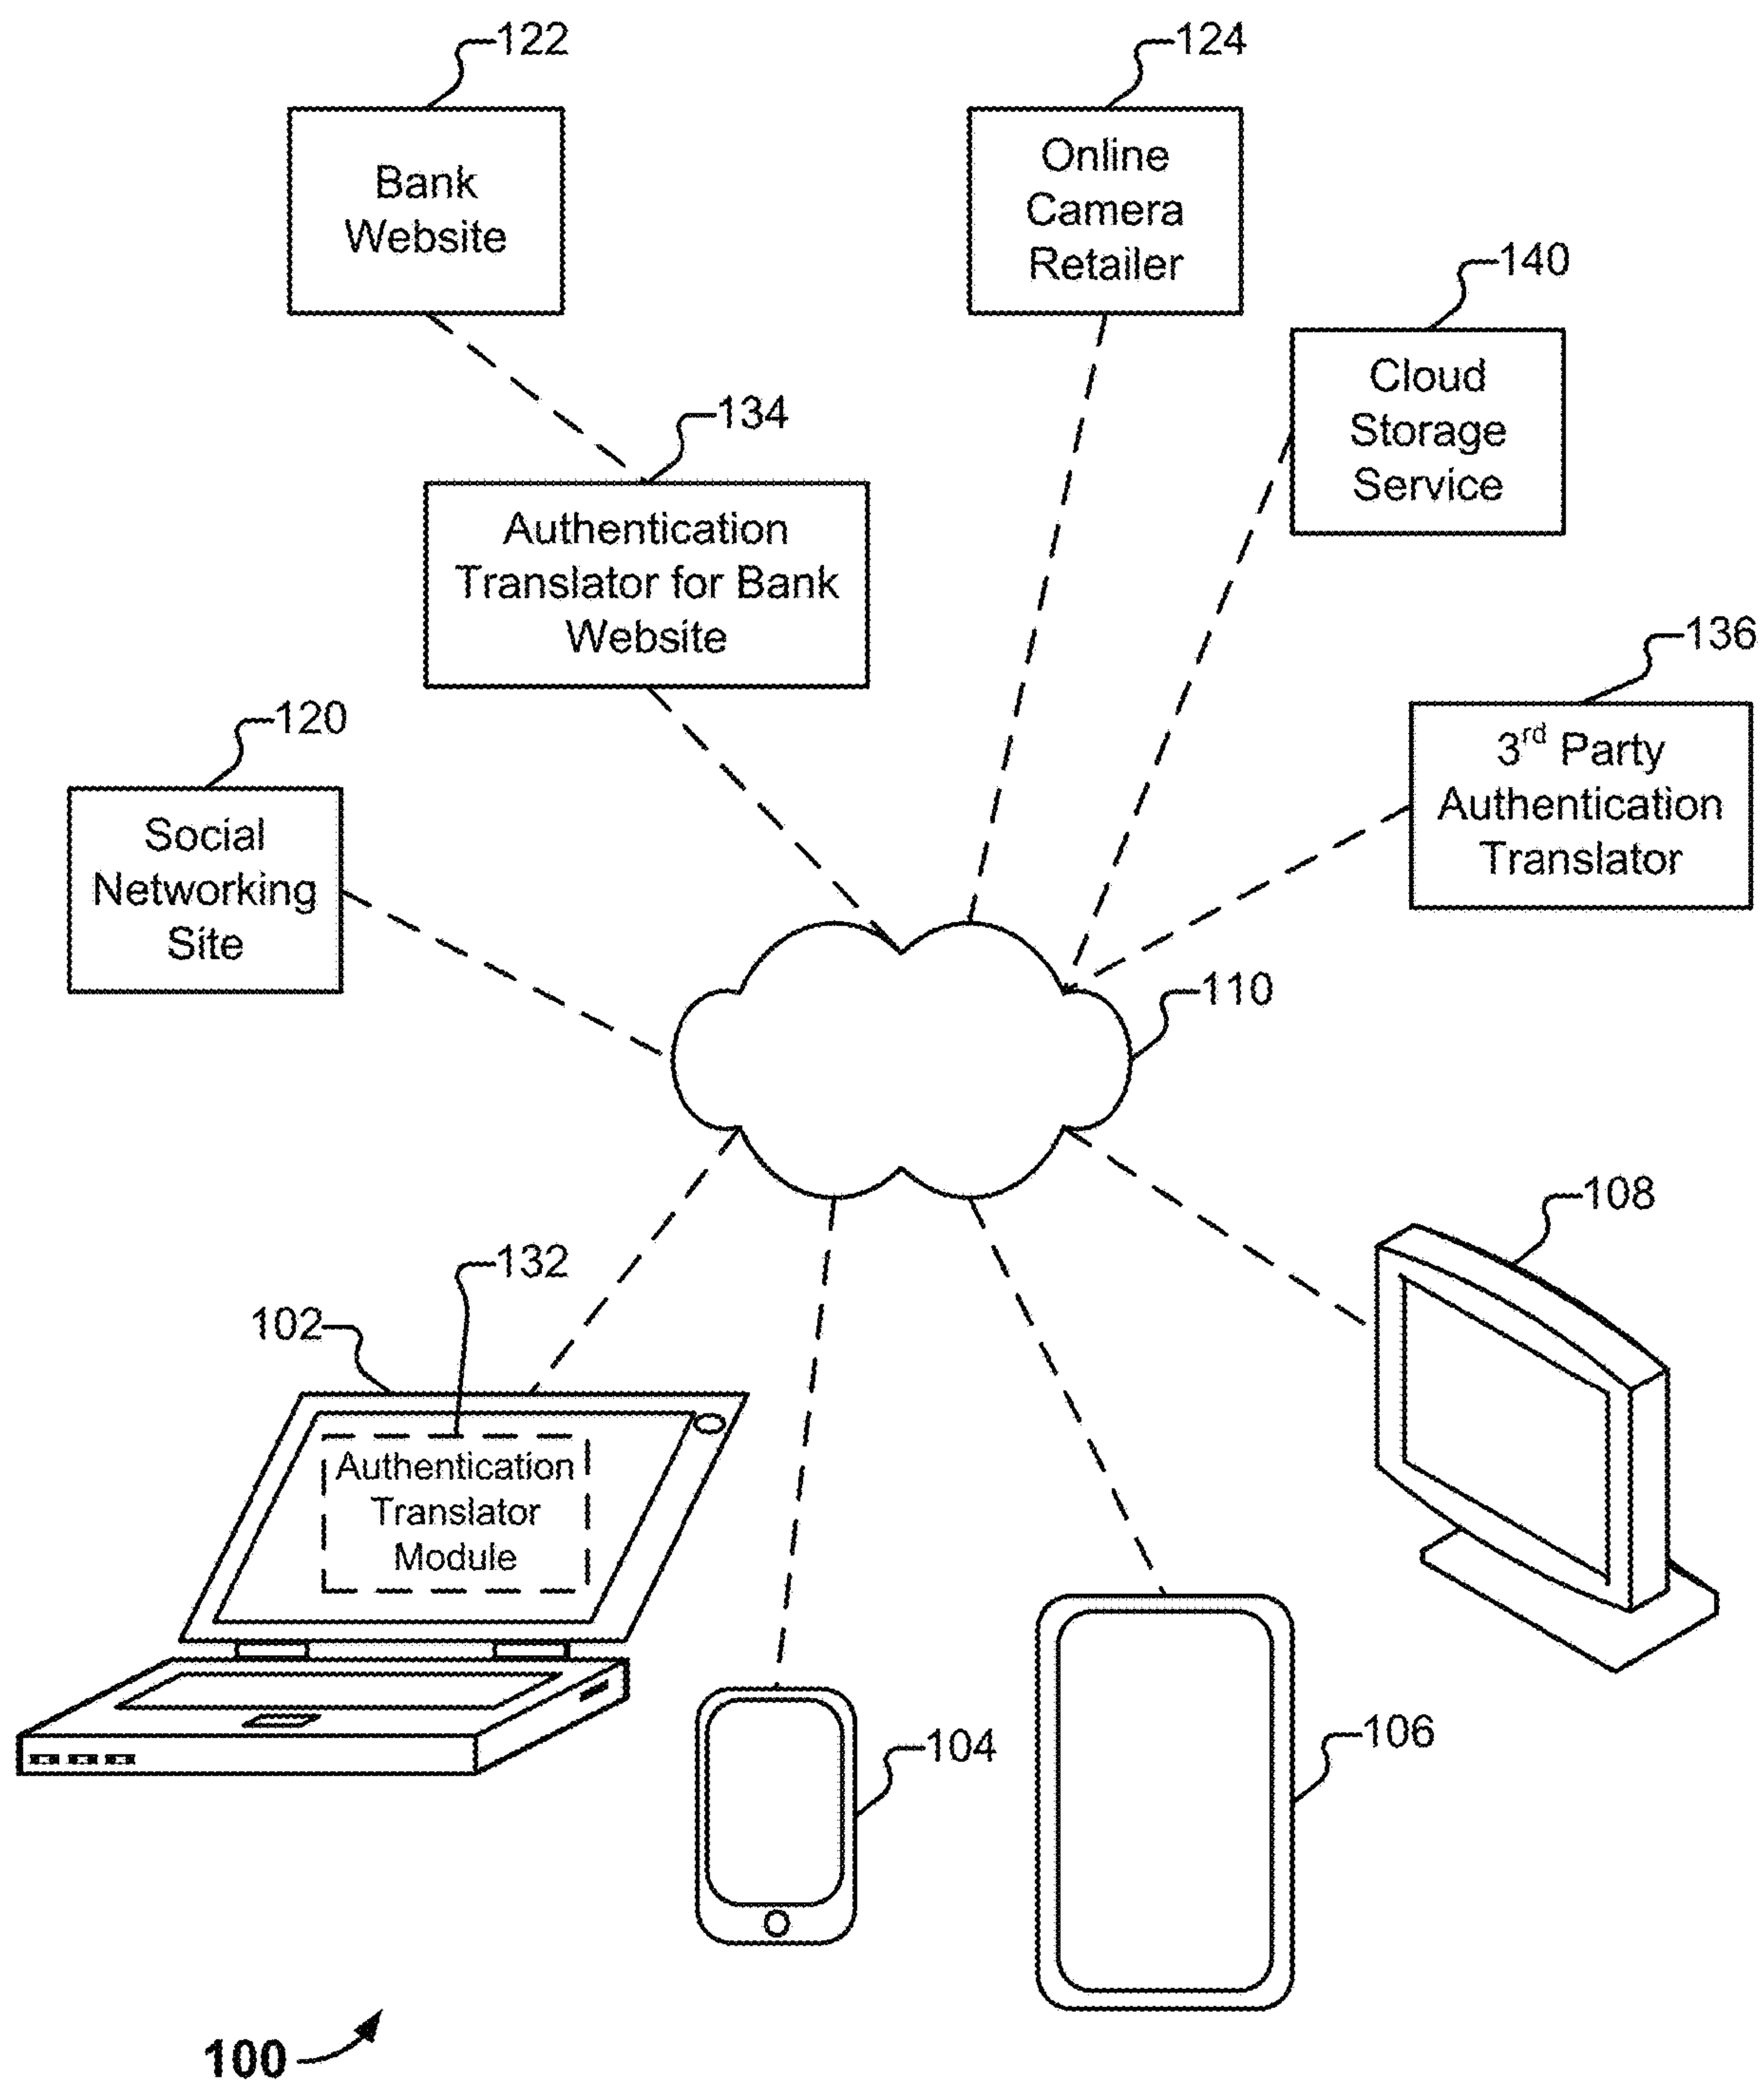 122
Bank
Website
124
Online
Camera
Retailer
140
Cloud
Storage
Service
134
Authentication
Translator for Bank
Website
136
3rd Party
Authentication
Translator
120
Social
Networking
Site
110
108
132
102
Authentication
Translator
Module
104
106
100